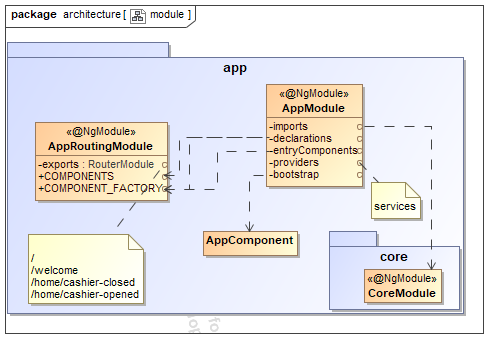 package architecture [ module ]
app
«@NgModule»
AppModule
-imports
-declarations
-entryComponents
-providers
-bootstrap
«@NgModule»
AppRoutingModule
-exports : RouterModule
+COMPONENTS
+COMPONENT_FACTORY
services
/
/welcome
/home/cashier-closed
/home/cashier-opened
AppComponent
core
«@NgModule»
CoreModule